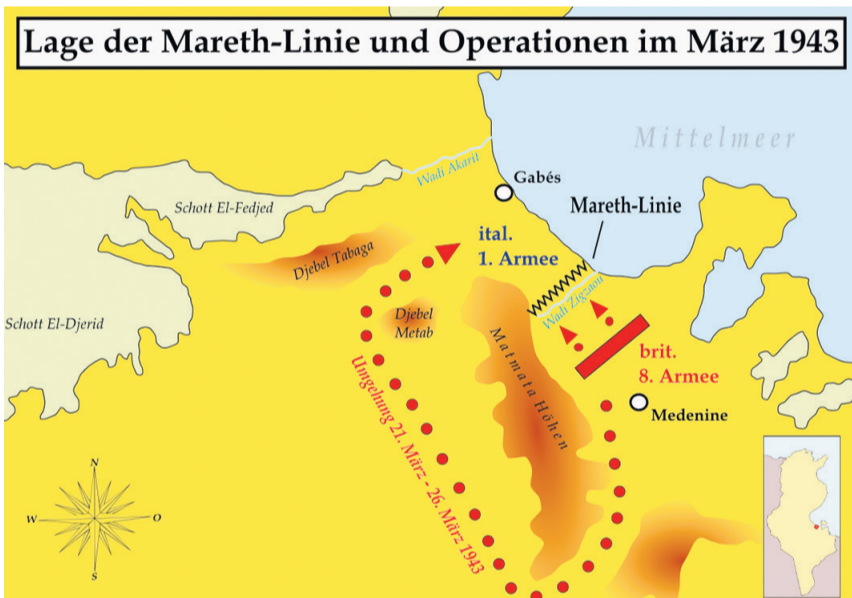 Lage der Mareth-Linie und Operationen im März 1943
Mittelmeer
Wadi Akarit
Gabés
Schott El-Fedjed
Mareth-Linie
ital.
1. Armee
Djebel Tabaga
Wadi Zigzaou
Djebel
Metab
Schott El-Djerid
Matmata Höhen
brit.
8. Armee
Umgehung 21. März - 26. März 1943
Medenine
N
W
O
S